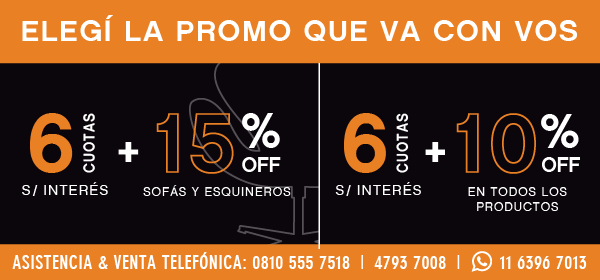 ELEGÍ LA PROMO QUE VA CON VOS
6 CUOTAS + 15% OFF
S/ INTERÉS
SOFÁS Y ESQUINEROS
6 CUOTAS + 10% OFF
S/ INTERÉS
EN TODOS LOS
PRODUCTOS
ASISTENCIA & VENTA TELEFÓNICA: 0810 555 7518 | 4793 7008 | 11 6396 7013